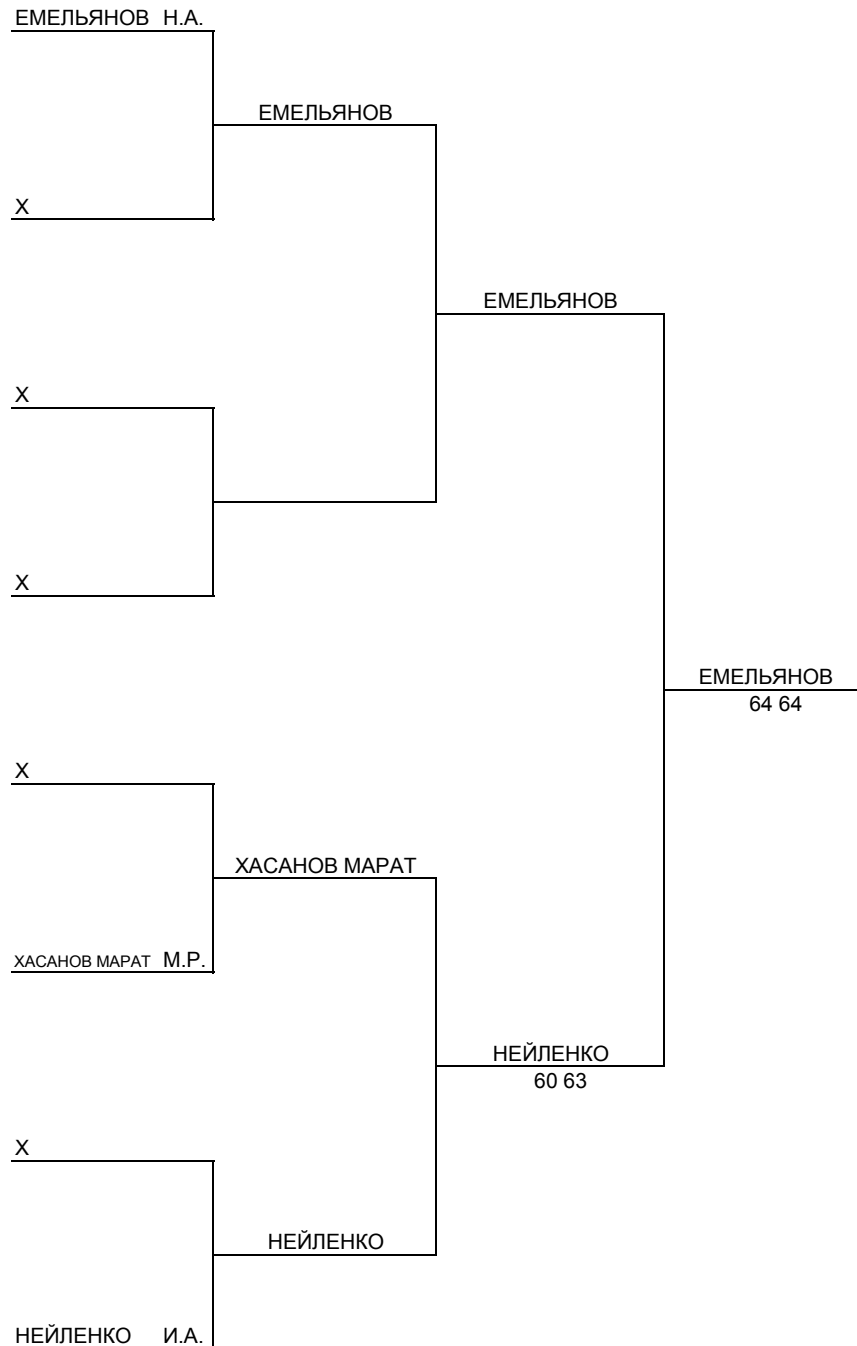 ЕМЕЛЬЯНОВ Н.А.
ЕМЕЛЬЯНОВ
Х
ЕМЕЛЬЯНОВ
Х
Х
ЕМЕЛЬЯНОВ
64 64
Х
ХАСАНОВ МАРАТ
ХАСАНОВ МАРАТ М.Р.
НЕЙЛЕНКО
60 63
Х
НЕЙЛЕНКО
НЕЙЛЕНКО И.А.